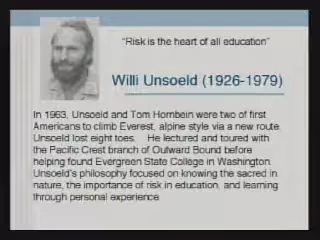 “Risk is the heart of all education”
Willi Unsoeld (1926-1979)
In 1963, Unsoeld and Tom Hornbein were two of first
Americans to climb Everest, alpine style via a new route.
Unsoeld lost eight toes. He lectured and toured with
the Pacific Crest branch of Outward Bound before
helping found Evergreen State College in Washington.
Unsoeld's philosophy focused on knowing the sacred in
nature, the importance of risk in education, and learning
through personal experience.